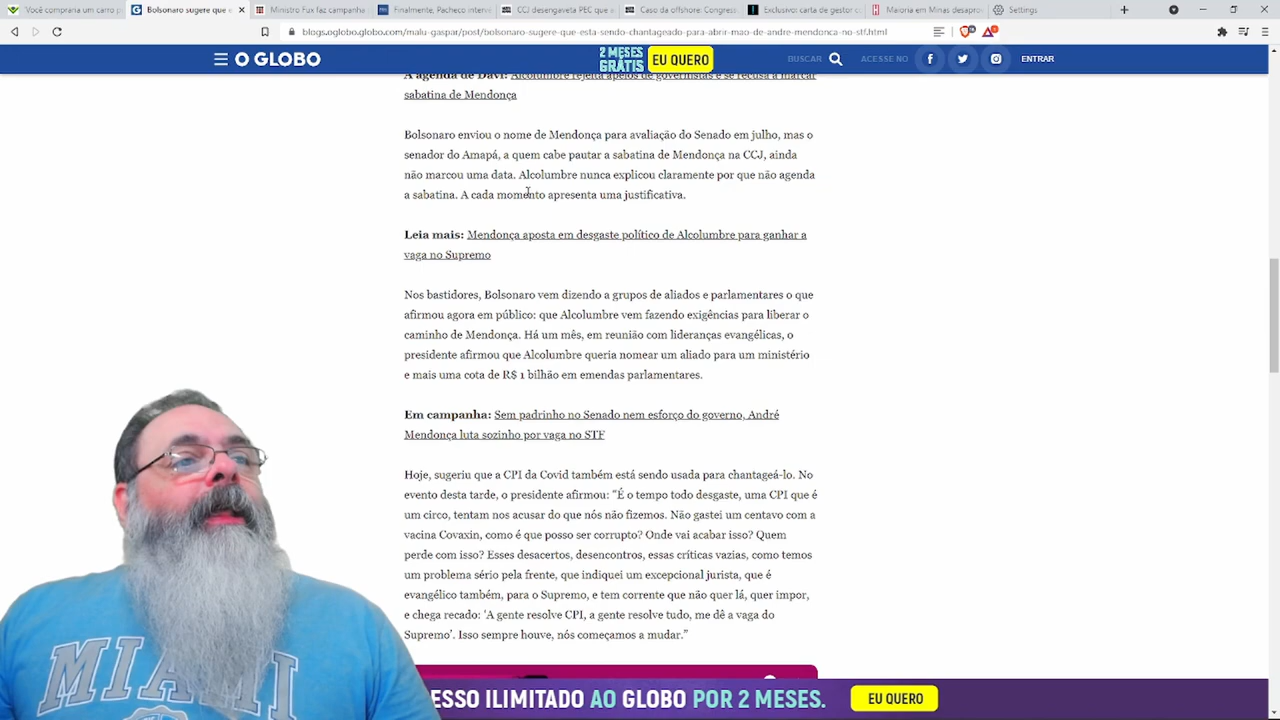 Você compraria um carro p
Bolsonaro sugere que e
Ministro Fux faz campanha
Finalmente, Pacheco interv
CCJ desengaveta PEC que a
Caso da offshore: Congress
Exclusivo: carta de gestor c
Maioria em Minas desaprov
Settings
blogs.oglobo.globo.com/malu-gaspar/post/bolsonaro-sugere-que-esta-sendo-chantageado-para-abrir-mao-de-andre-mendonca-no-stf.html
O GLOBO
2 MESES GRÁTIS
EU QUERO
BUSCAR
ACESSE NO
ENTRAR
A agenda de Davi: Alcolumbre rejeita apelos de governistas e se recusa a marcar
sabatina de Mendonça
Bolsonaro enviou o nome de Mendonça para avaliação do Senado em julho, mas o
senador do Amapá, a quem cabe pautar a sabatina de Mendonça na CCJ, ainda
não marcou uma data. Alcolumbre nunca explicou claramente por que não agenda
a sabatina. A cada momento apresenta uma justificativa.
Leia mais: Mendonça aposta em desgaste político de Alcolumbre para ganhar a
vaga no Supremo
Nos bastidores, Bolsonaro vem dizendo a grupos de aliados e parlamentares o que
afirmou agora em público: que Alcolumbre vem fazendo exigências para liberar o
caminho de Mendonça. Há um mês, em reunião com lideranças evangélicas, o
presidente afirmou que Alcolumbre queria nomear um aliado para um ministério
e mais uma cota de R$ 1 bilhão em emendas parlamentares.
Em campanha: Sem padrinho no Senado nem esforço do governo, André
Mendonça luta sozinho por vaga no STF
Hoje, sugeriu que a CPI da Covid também está sendo usada para chantageá-lo. No
evento desta tarde, o presidente afirmou: “É o tempo todo desgaste, uma CPI que é
um circo, tentam nos acusar do que nós não fizemos. Não gastei um centavo com a
vacina Covaxin, como é que posso ser corrupto? Onde vai acabar isso? Quem
perde com isso? Esses desacertos, desencontros, essas críticas vazias, como temos
um problema sério pela frente, que indiquei um excepcional jurista, que é
evangélico também, para o Supremo, e tem corrente que não quer lá, quer impor,
e chega recado: ‘A gente resolve CPI, a gente resolve tudo, me dê a vaga do
Supremo’. Isso sempre houve, nós começamos a mudar.”
ESSO ILIMITADO AO GLOBO POR 2 MESES.
EU QUERO
MIAMI